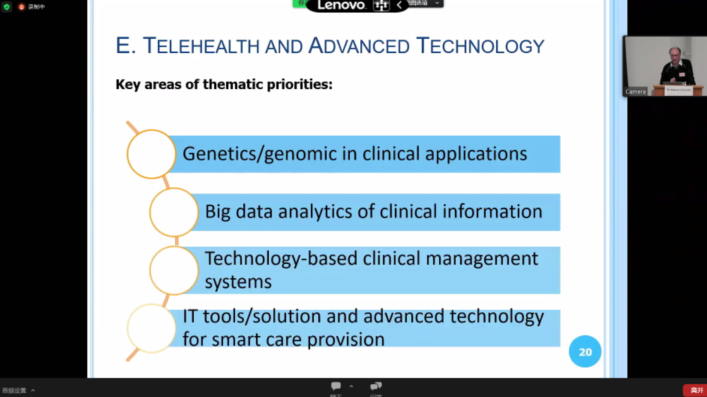 录制中
Lenovo
E. TELEHEALTH AND ADVANCED TECHNOLOGY
Key areas of thematic priorities:
Camera
Genetics/genomic in clinical applications
Big data analytics of clinical information
Technology-based clinical management
systems
IT tools/solution and advanced technology
for smart care provision
20
离开